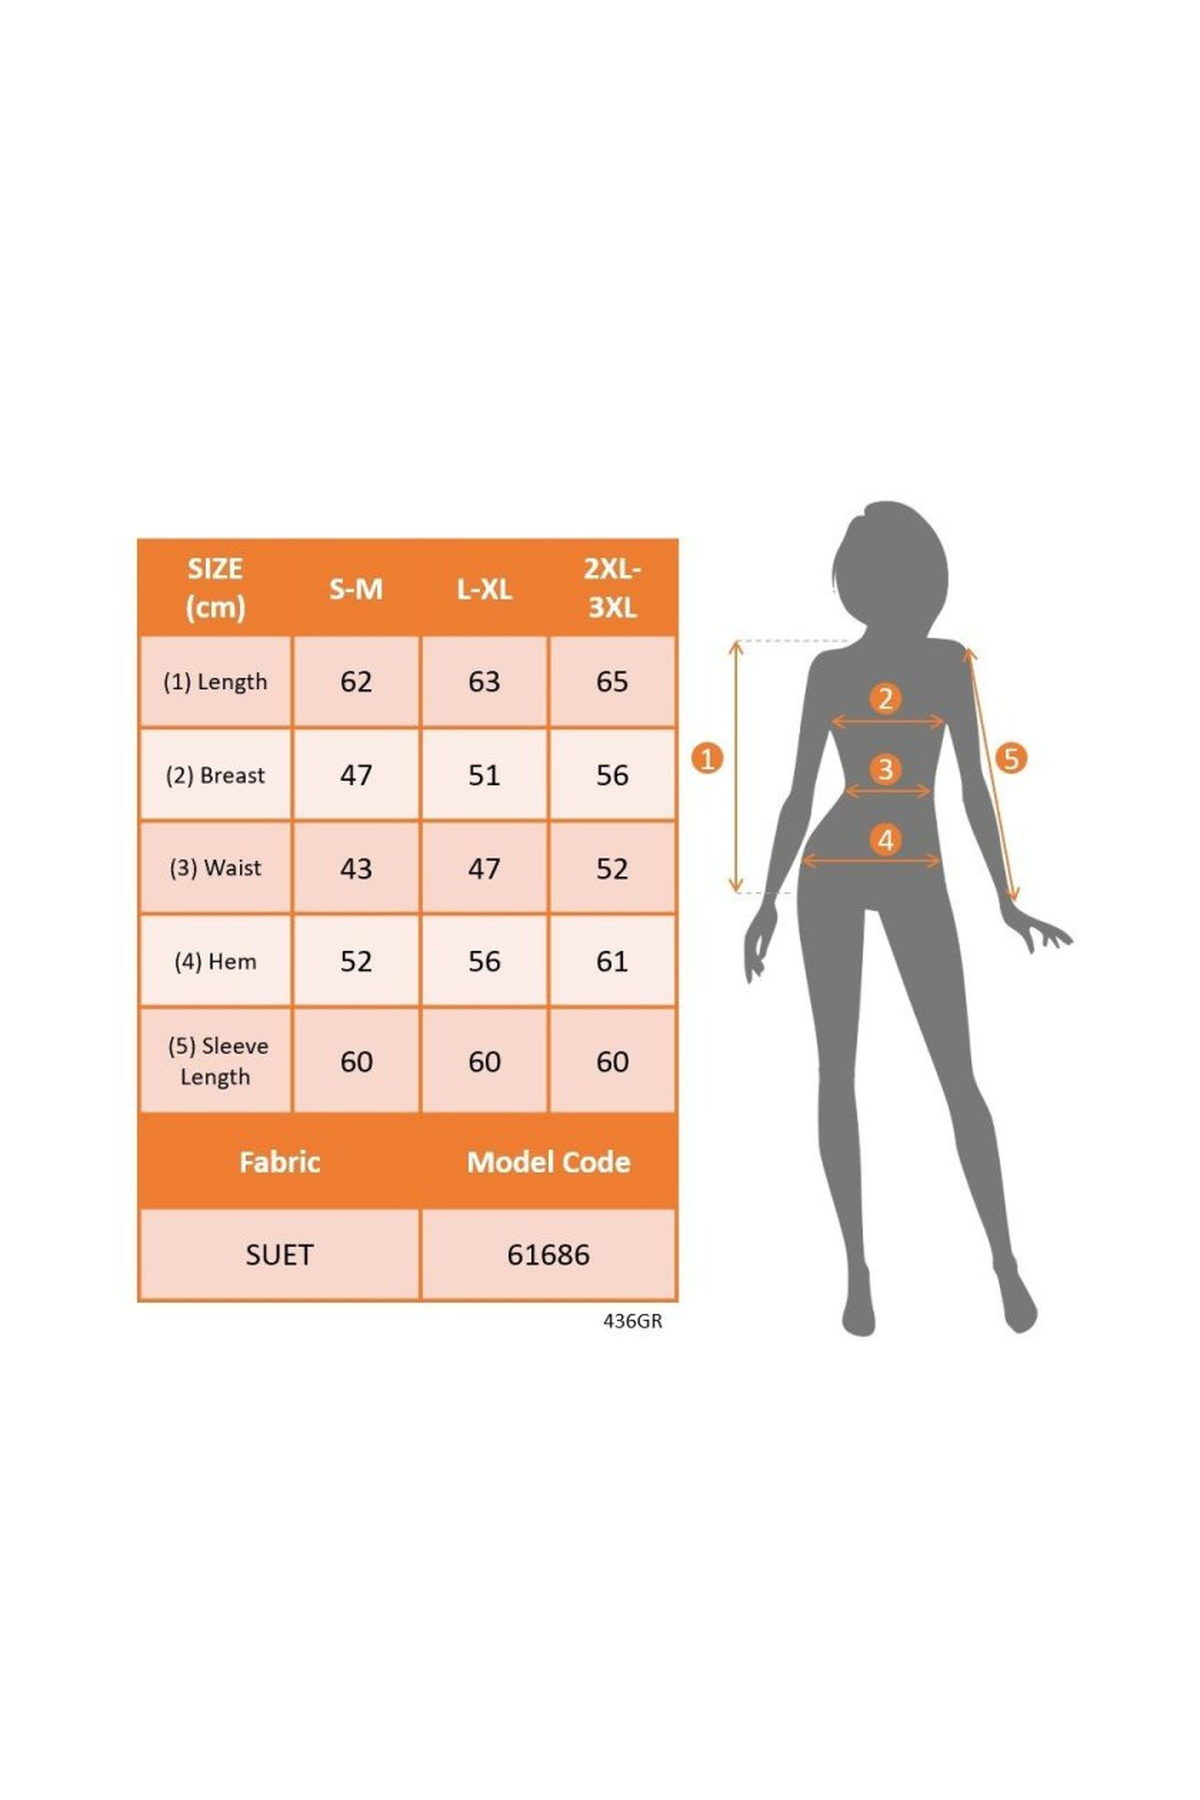 SIZE
(cm)
S-M
L-XL
2XL-
3XL
(1) Length
62
63
65
(2) Breast
47
51
56
(3) Waist
43
47
52
(4) Hem
52
56
61
(5) Sleeve
Length
60
60
60
Fabric
Model Code
SUET
61686
436GR
1
2
3
4
5